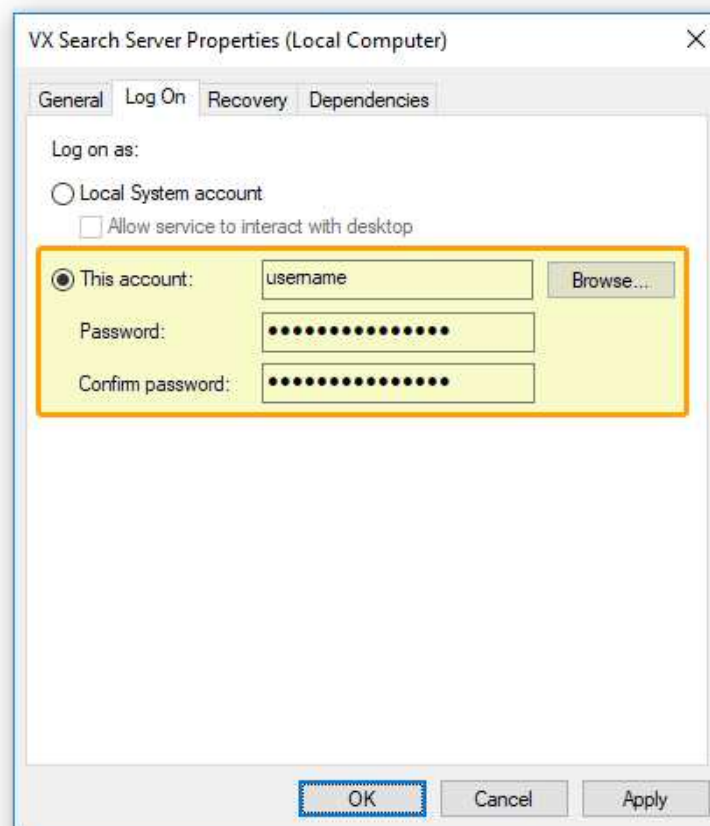 VX Search Server Properties (Local Computer)
General Log On Recovery Dependencies
Log on as:
Local System account
Allow service to interact with desktop
This account: username Browse...
Password: ●●●●●●●●●●●●●●●
Confirm password: ●●●●●●●●●●●●●●●
OK Cancel Apply